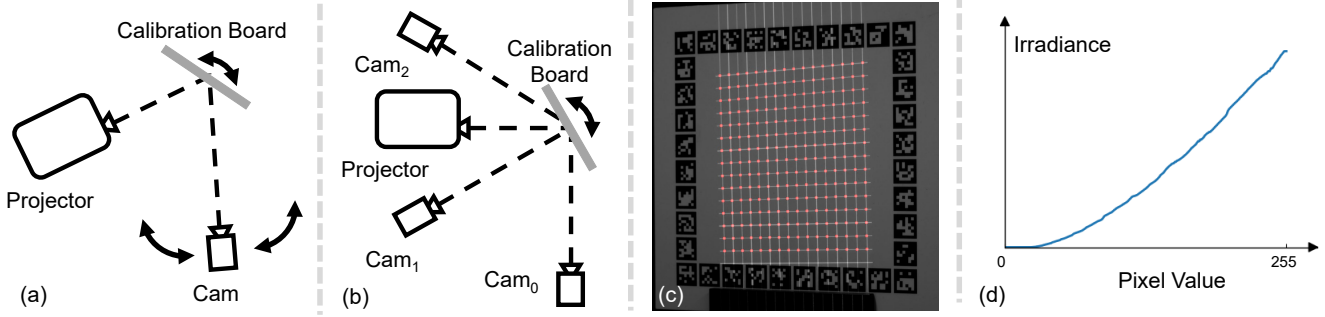 Calibration Board
Projector
Cam
(a)
Cam2
Calibration
Board
Projector
Cam1
Cam0
(b)
(c)
Irradiance
0
255
Pixel Value
(d)